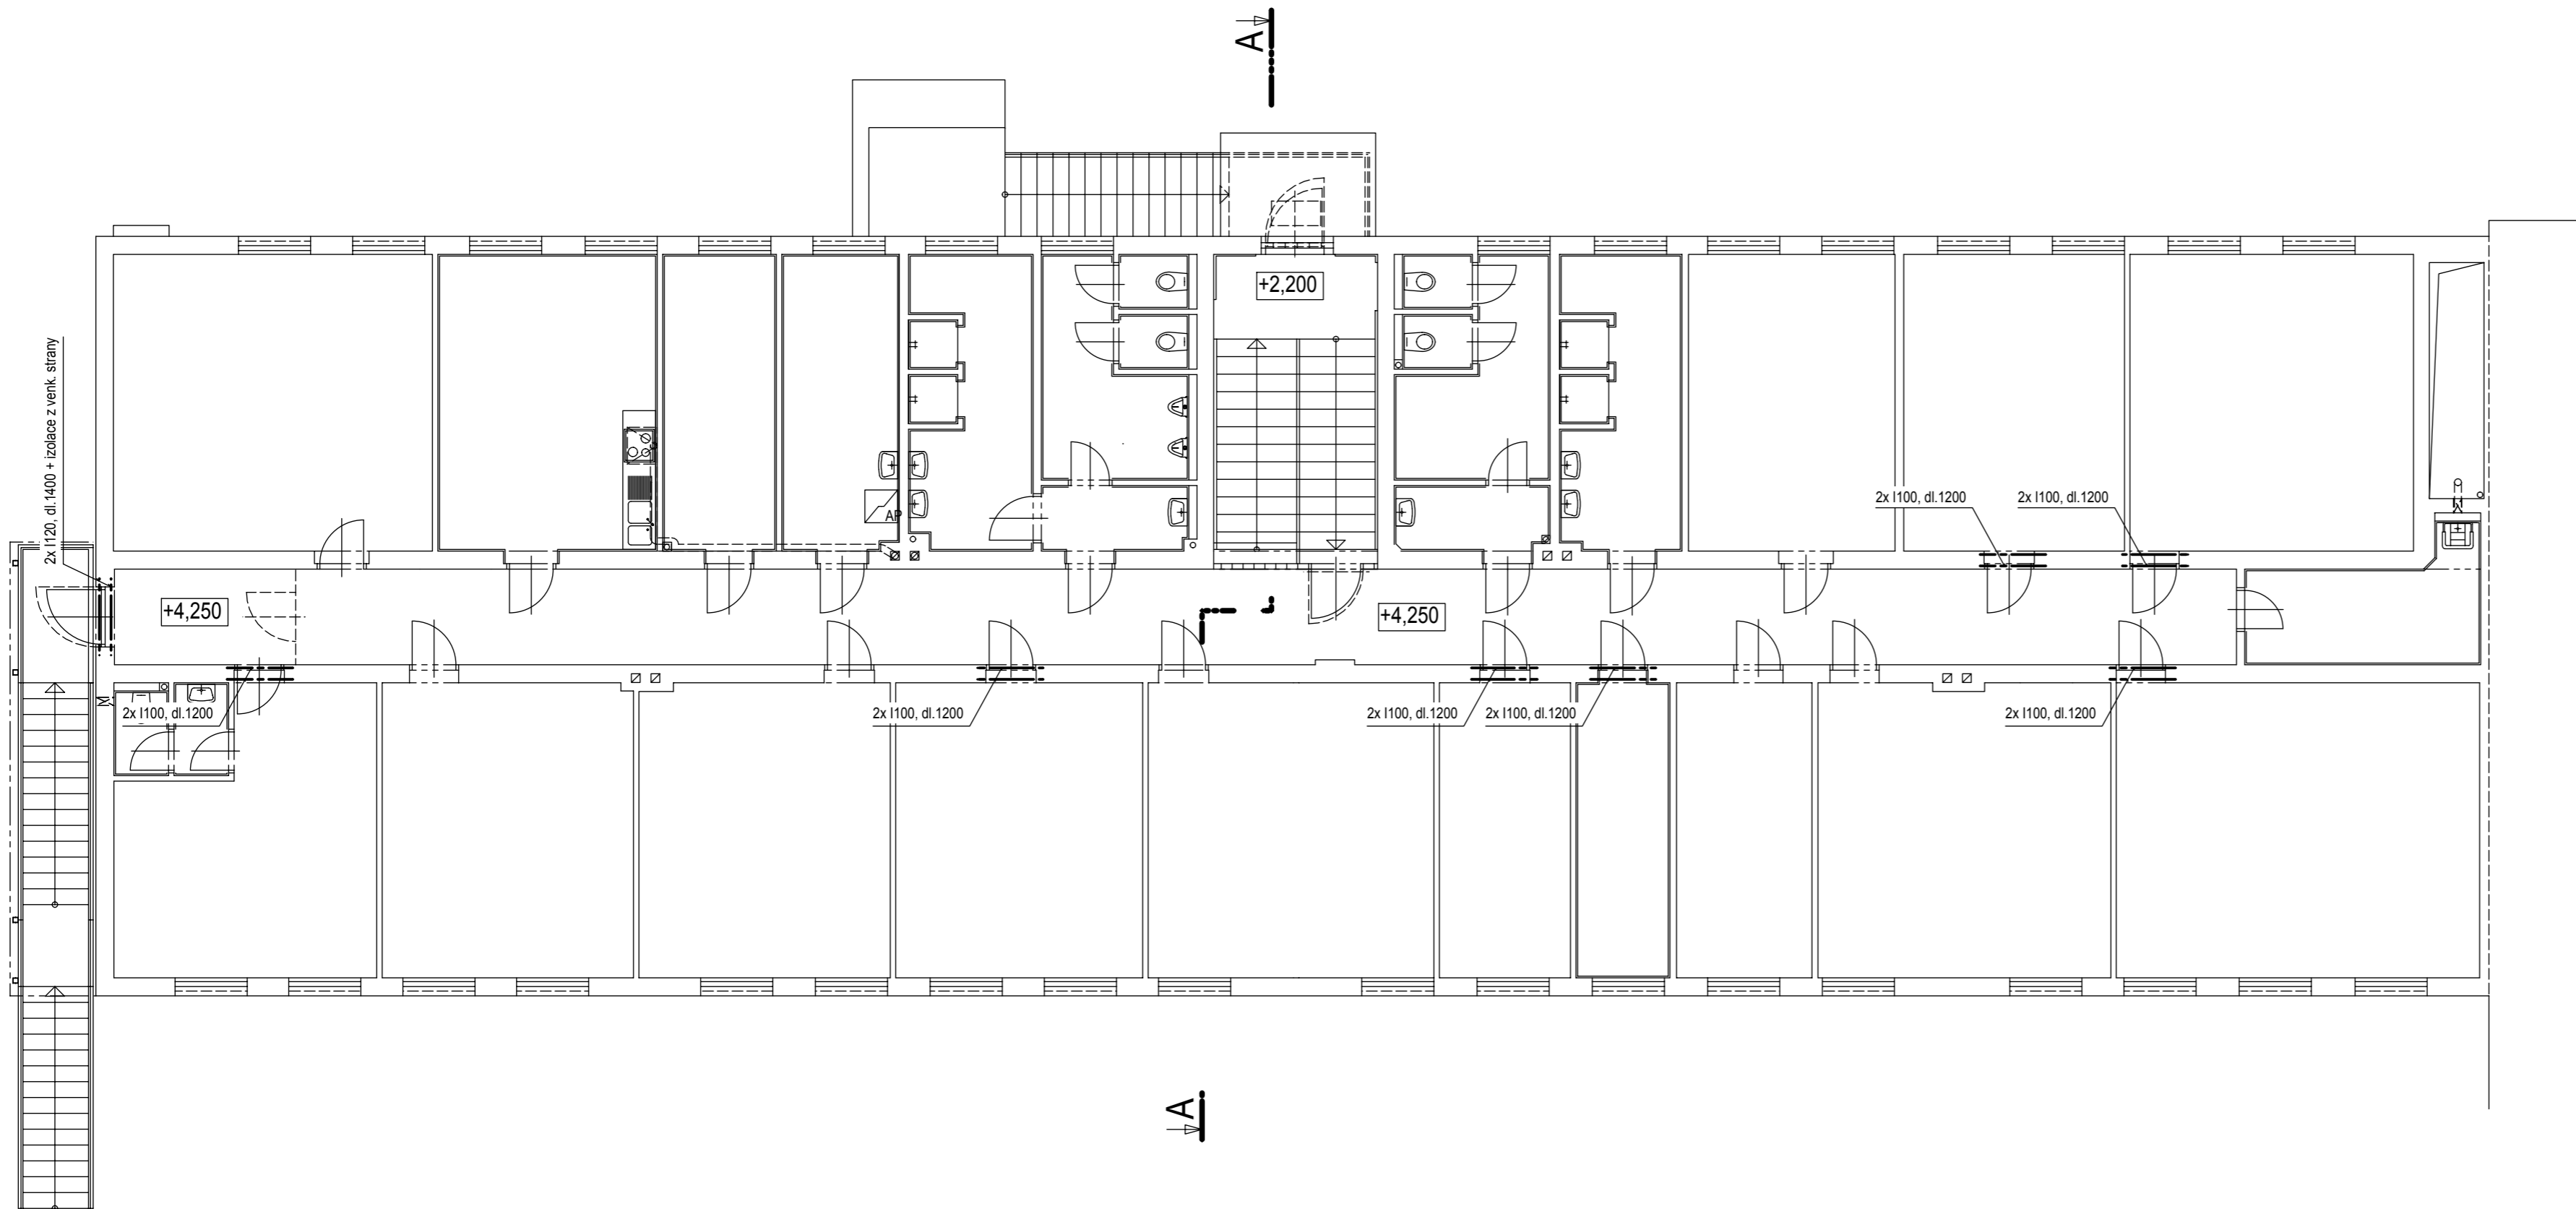 A
+2,200
2x I120, dl.1400 + izolace z venk. strany
2x I100, dl.1200
2x I100, dl.1200
AP
+4,250
+4,250
M
2x I100, dl.1200
2x I100, dl.1200
2x I100, dl.1200
2x I100, dl.1200
2x I100, dl.1200
A